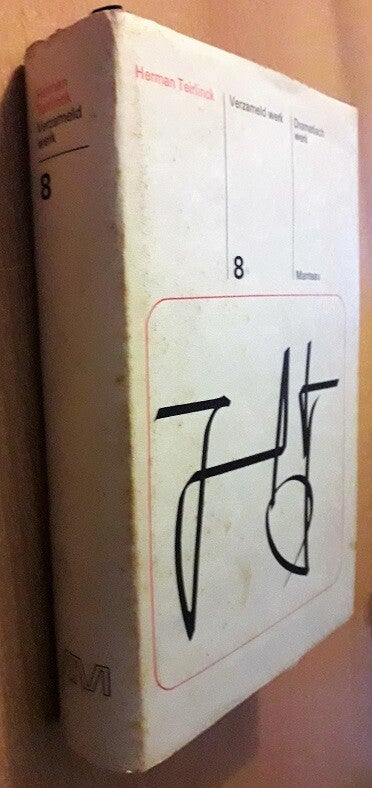 Herman
Teirlinck
Verzameld
werk
8
Herman Teirlinck
Verzameld werk
8
Dramatisch
werk
Manteau